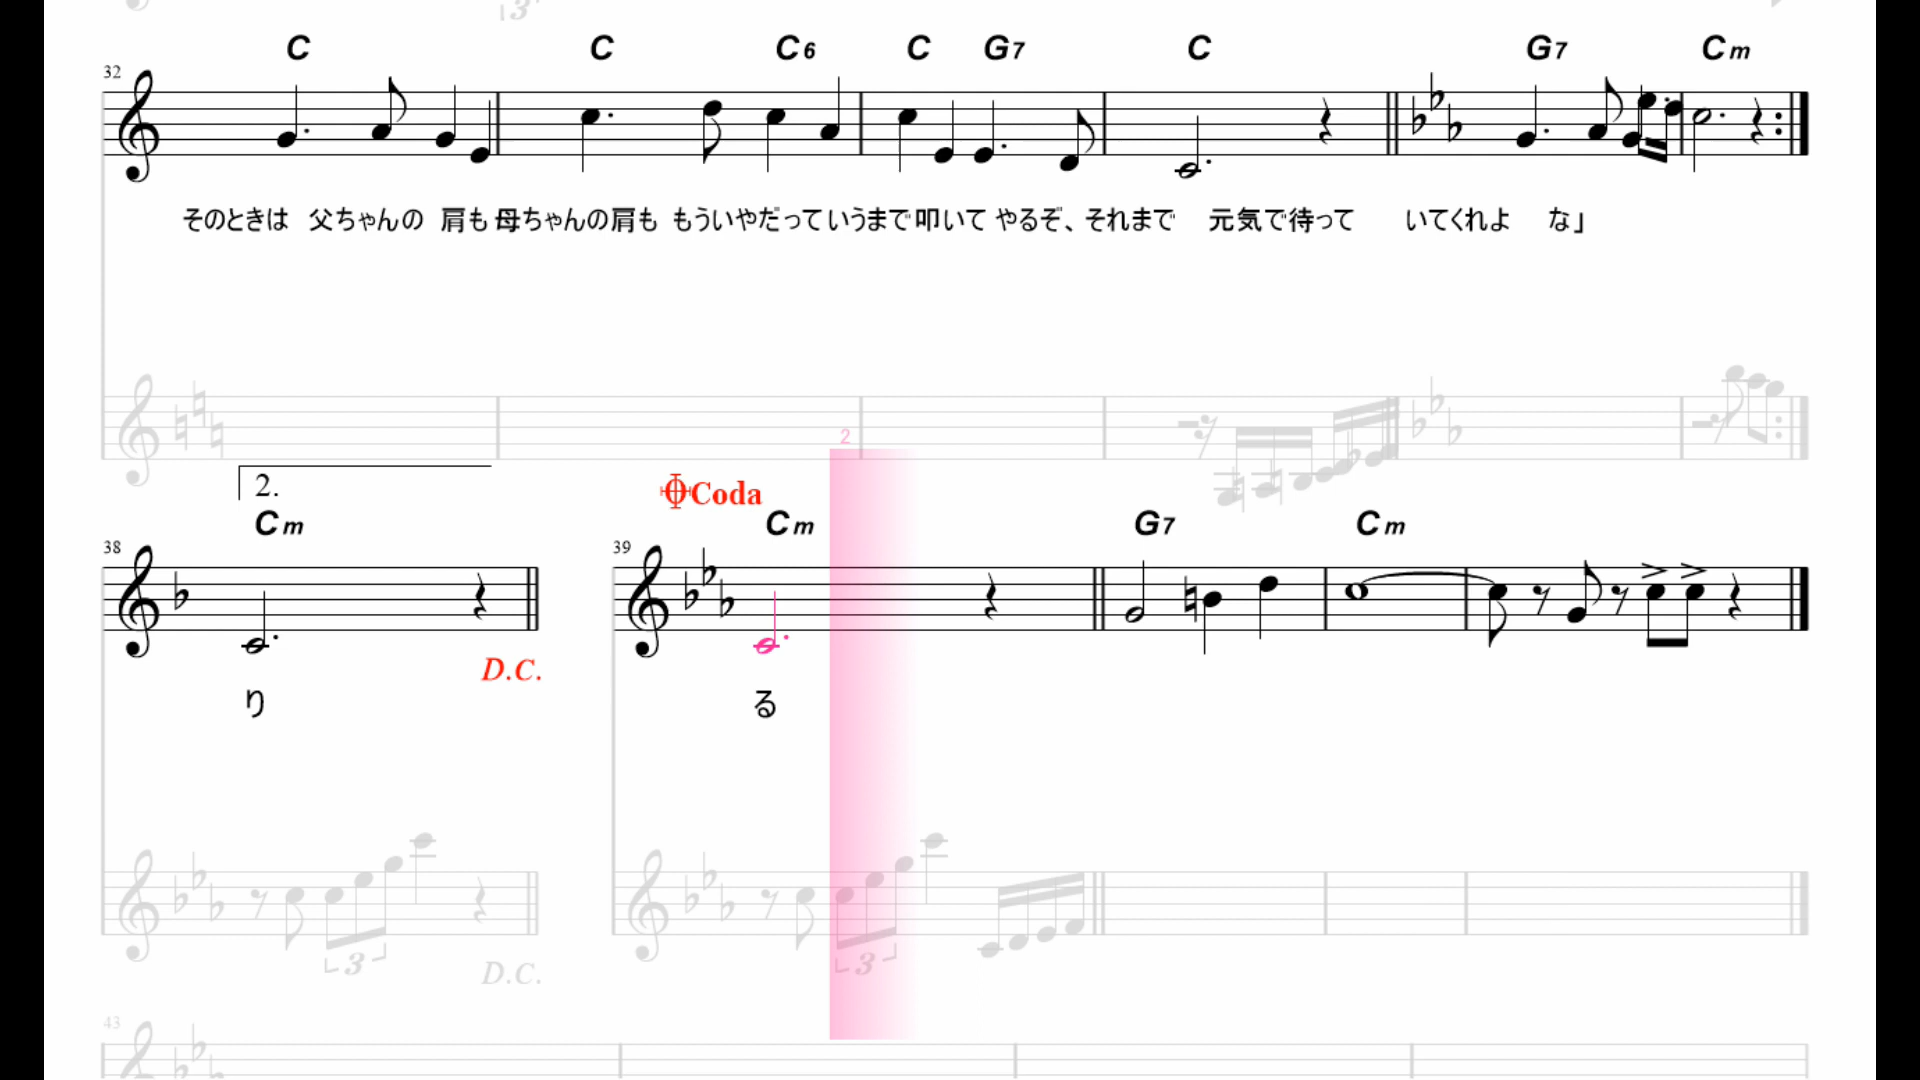 3
C C C6 C G7 C G7 Cm
32
そのときは 父ちゃんの 肩も 母ちゃんの肩も もういやだっていうまで叩いて やるぞ、それまで 元気で待って いてくれよ な」
2
2. Coda
Cm Cm G7 Cm
38 39
D.C.
り る
3 3
D.C.
43